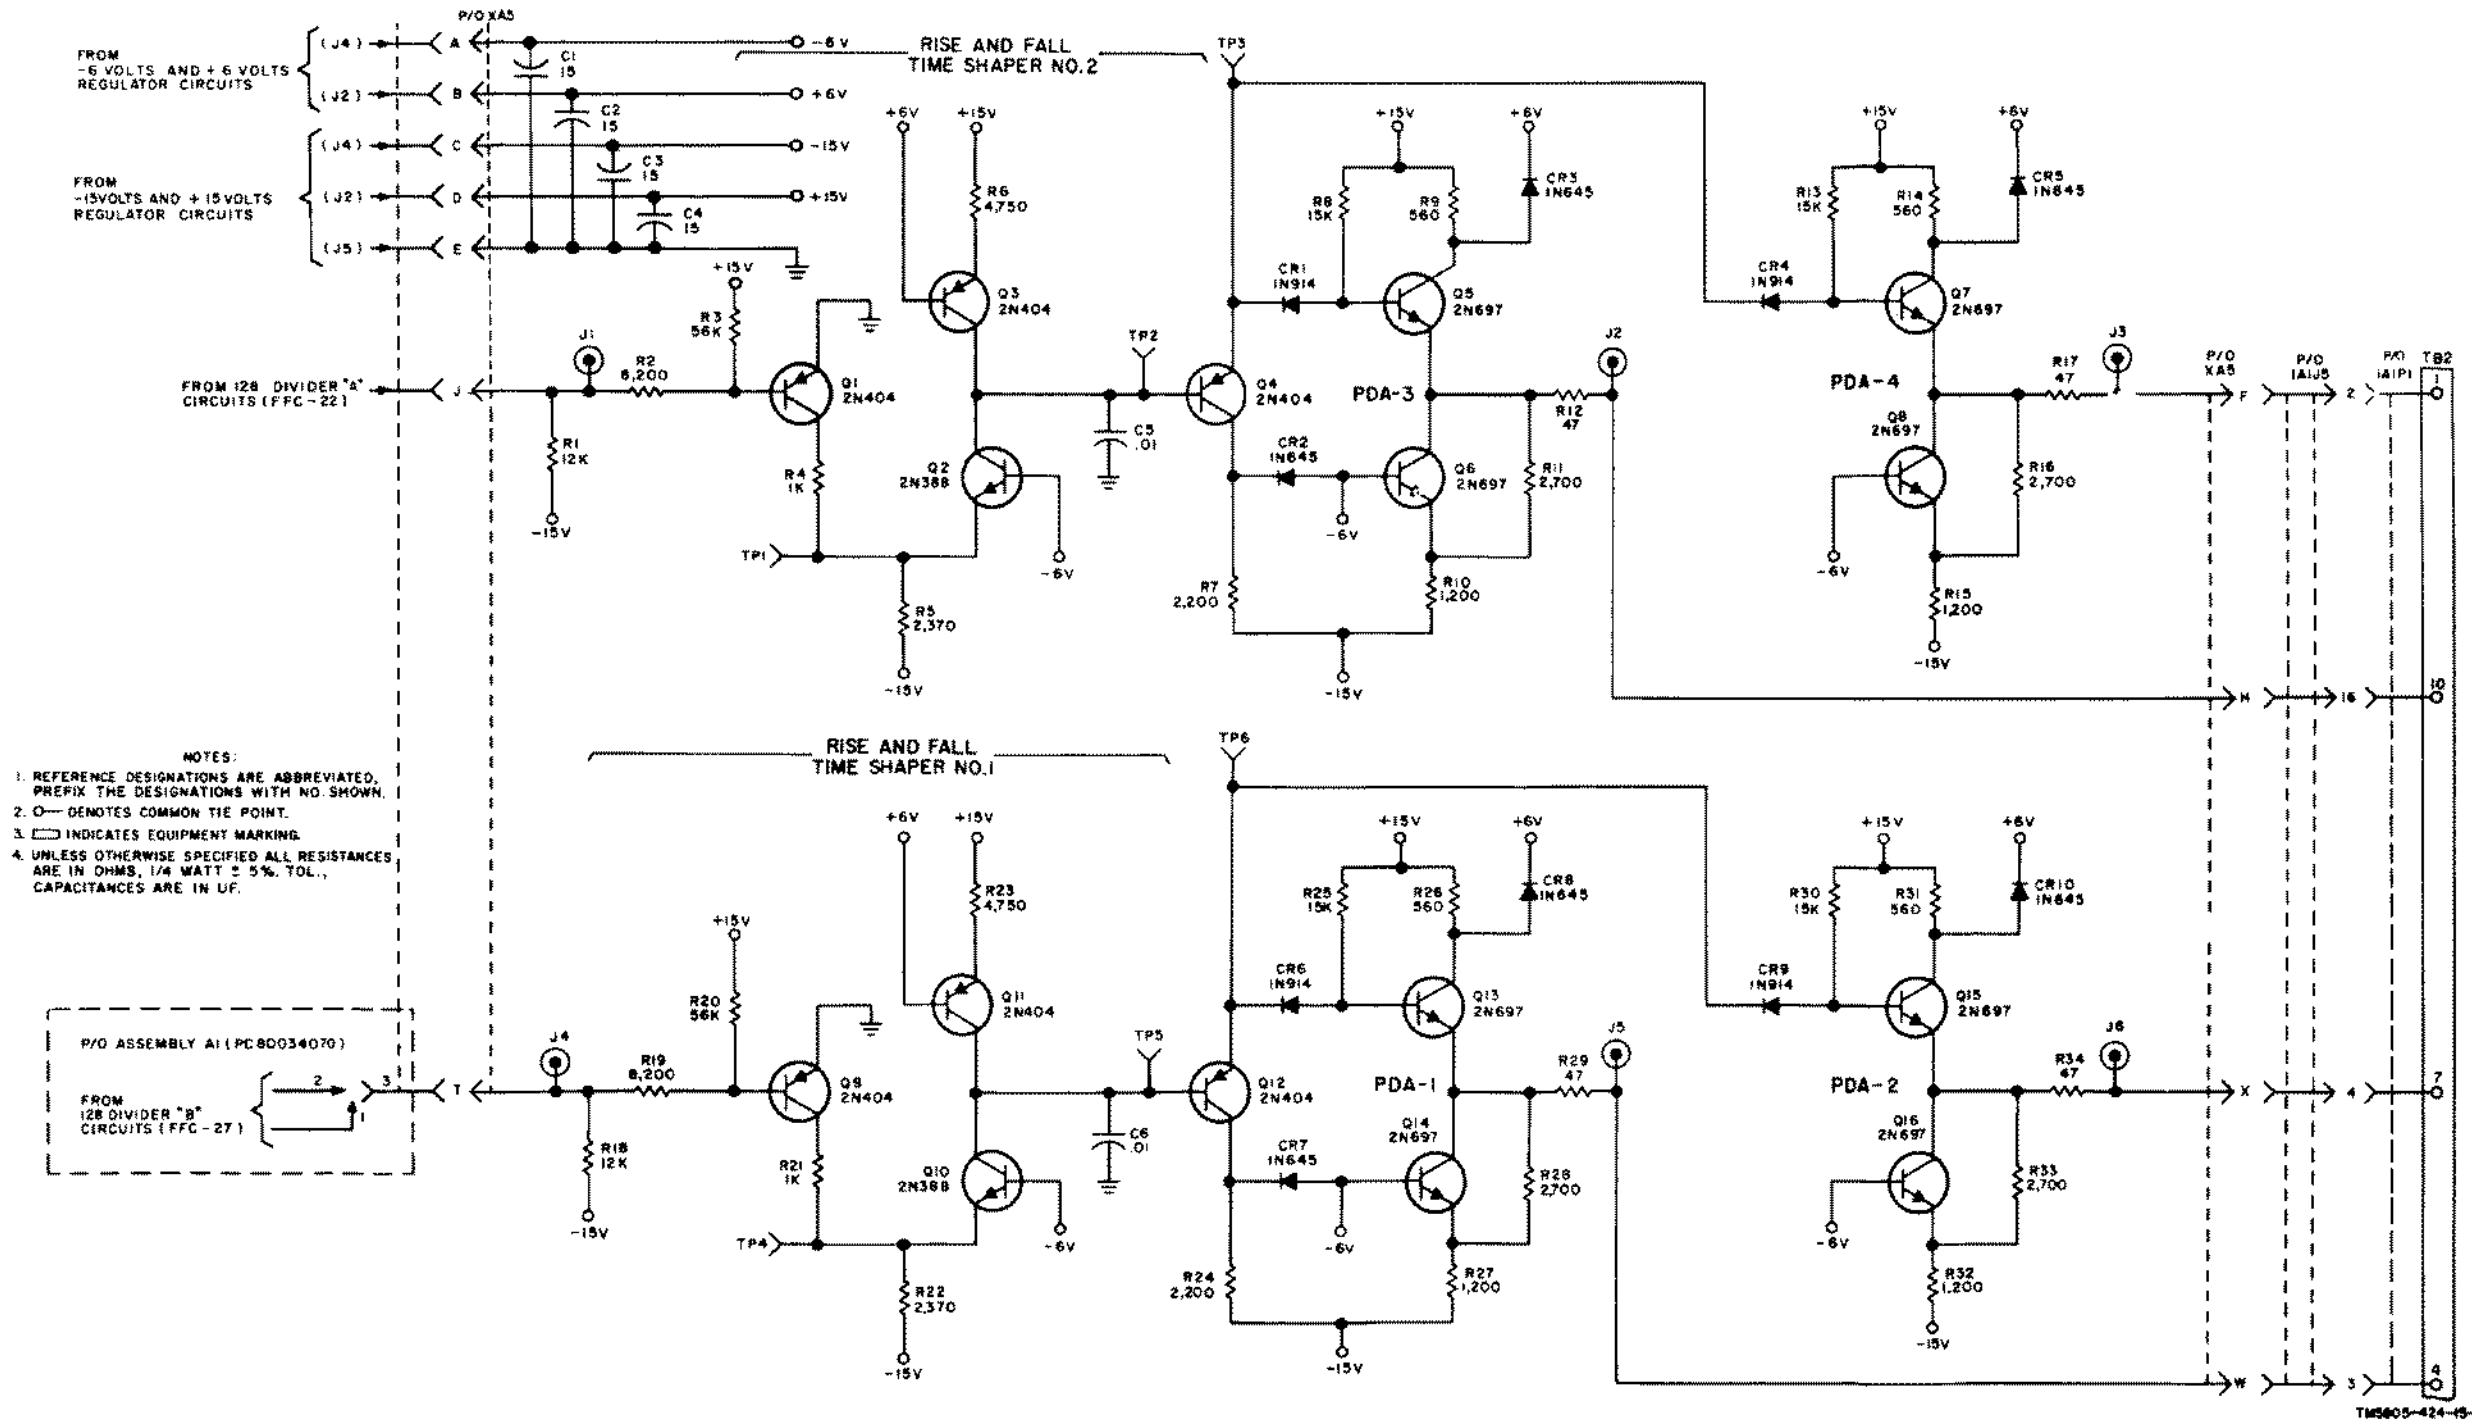 P/O XA5
(J4) A -6V
FROM
-6 VOLTS AND +6 VOLTS
REGULATOR CIRCUITS
C1
15
(J2) B +6V
C2
15
(J4) C -15V
C3
15
FROM
-15VOLTS AND +15VOLTS
REGULATOR CIRCUITS
(J2) D +15V
C4
15
(J5) E
RISE AND FALL
TIME SHAPER NO.2
+6V
+15V
R6
4,750
Q3
2N404
+15V
R3
56K
FROM 128 DIVIDER "A"
CIRCUITS (FFC-22)
J
J1
R2
8,200
R1
12K
-15V
Q1
2N404
R4
1K
TP1
Q2
2N388
-6V
R5
2,370
-15V
TP2
C5
.01
TP3
Q4
2N404
CR1
1N914
CR2
1N645
R7
2,200
-15V
+15V
R8
15K
R9
560
+6V
CR3
1N645
Q5
2N697
PDA-3
Q6
2N697
-6V
R10
1,200
R11
2,700
R12
47
J2
+15V
R13
15K
R14
560
+6V
CR5
1N645
CR4
1N914
Q7
2N697
PDA-4
Q8
2N697
-6V
R16
2,700
R15
1,200
-15V
R17
47
J3
P/O
XA5
P/O
1A1J5
P/O
1A1P1
TB2
F 2 1
16 10
NOTES:
1. REFERENCE DESIGNATIONS ARE ABBREVIATED,
PREFIX THE DESIGNATIONS WITH NO. SHOWN.
2. DENOTES COMMON TIE POINT.
3. INDICATES EQUIPMENT MARKING.
4. UNLESS OTHERWISE SPECIFIED ALL RESISTANCES
ARE IN OHMS, 1/4 WATT ± 5%. TOL.,
CAPACITANCES ARE IN UF.
RISE AND FALL
TIME SHAPER NO.1
+6V
+15V
R23
4,750
Q11
2N404
+15V
R20
56K
P/O ASSEMBLY A1 (PC80034070)
2
3
1
FROM
128 DIVIDER "B"
CIRCUITS (FFC-27)
T
J4
R19
8,200
R18
12K
-15V
Q9
2N404
R21
1K
TP4
Q10
2N388
-6V
R22
2,370
-15V
TP5
C6
.01
TP6
Q12
2N404
CR6
1N914
CR7
1N645
R24
2,200
-15V
+15V
R25
15K
R26
560
+6V
CR8
1N645
Q13
2N697
PDA-1
Q14
2N697
-6V
R27
1,200
R28
2,700
R29
47
J5
+15V
R30
15K
R31
560
+6V
CR10
1N645
CR9
1N914
Q15
2N697
PDA-2
Q16
2N697
-6V
R33
2,700
R32
1,200
-15V
R34
47
J6
X 4 7
W 3 4